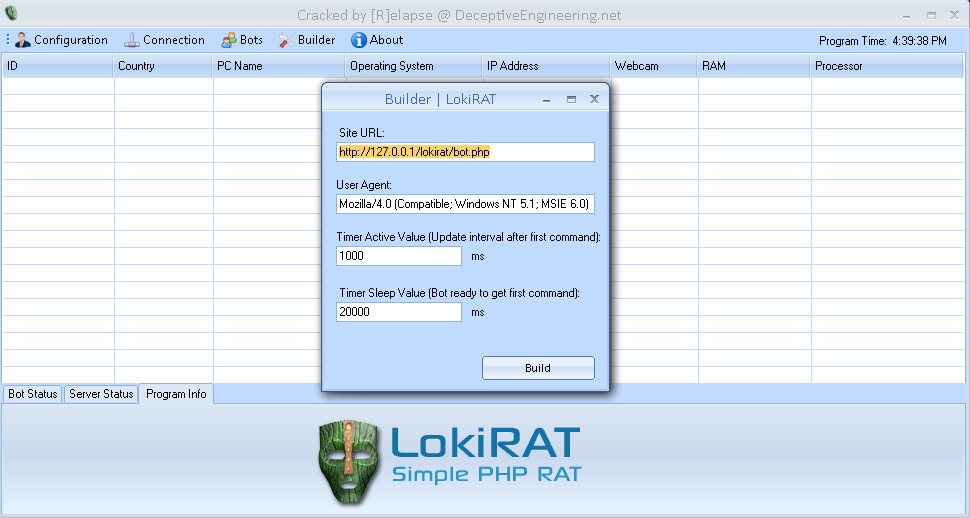 Cracked by [R]elapse @ DeceptiveEngineering.net
Configuration Connection Bots Builder About Program Time: 4:39:38 PM
ID Country PC Name Operating System IP Address Webcam RAM Processor
Builder | LokiRAT
Site URL:
http://127.0.0.1/lokirat/bot.php
User Agent:
Mozilla/4.0 (Compatible; Windows NT 5.1; MSIE 6.0)
Timer Active Value (Update interval after first command):
1000 ms
Timer Sleep Value (Bot ready to get first command):
20000 ms
Build
Bot Status Server Status Program Info
LokiRAT
Simple PHP RAT